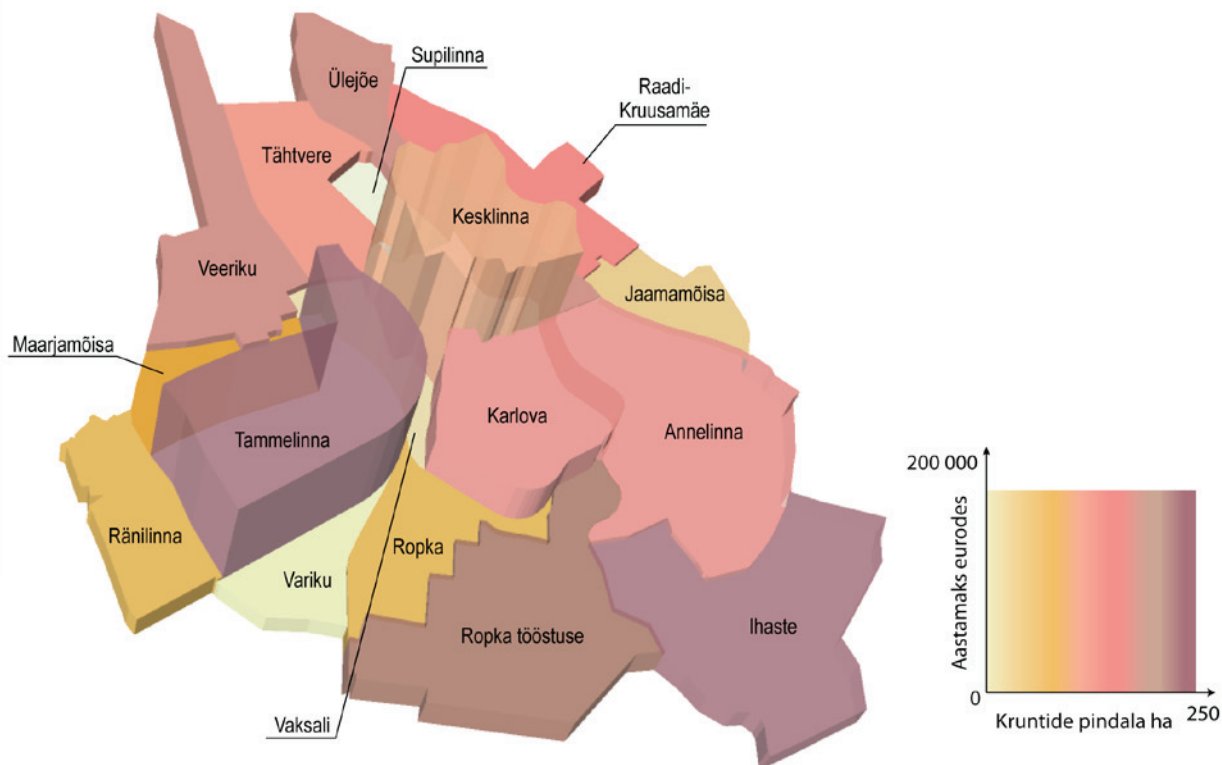 Supilinna
Ülejõe
Raadi-
Kruusamäe
Tähtvere
Kesklinna
Veeriku
Jaamamõisa
Maarjamõisa
Karlova
Annelinna
Tammelinna
Ränilinna
Ropka
Variku
Ihaste
Ropka tööstuse
Vaksali
200 000
Aastamaks eurodes
0
250
Kruntide pindala ha